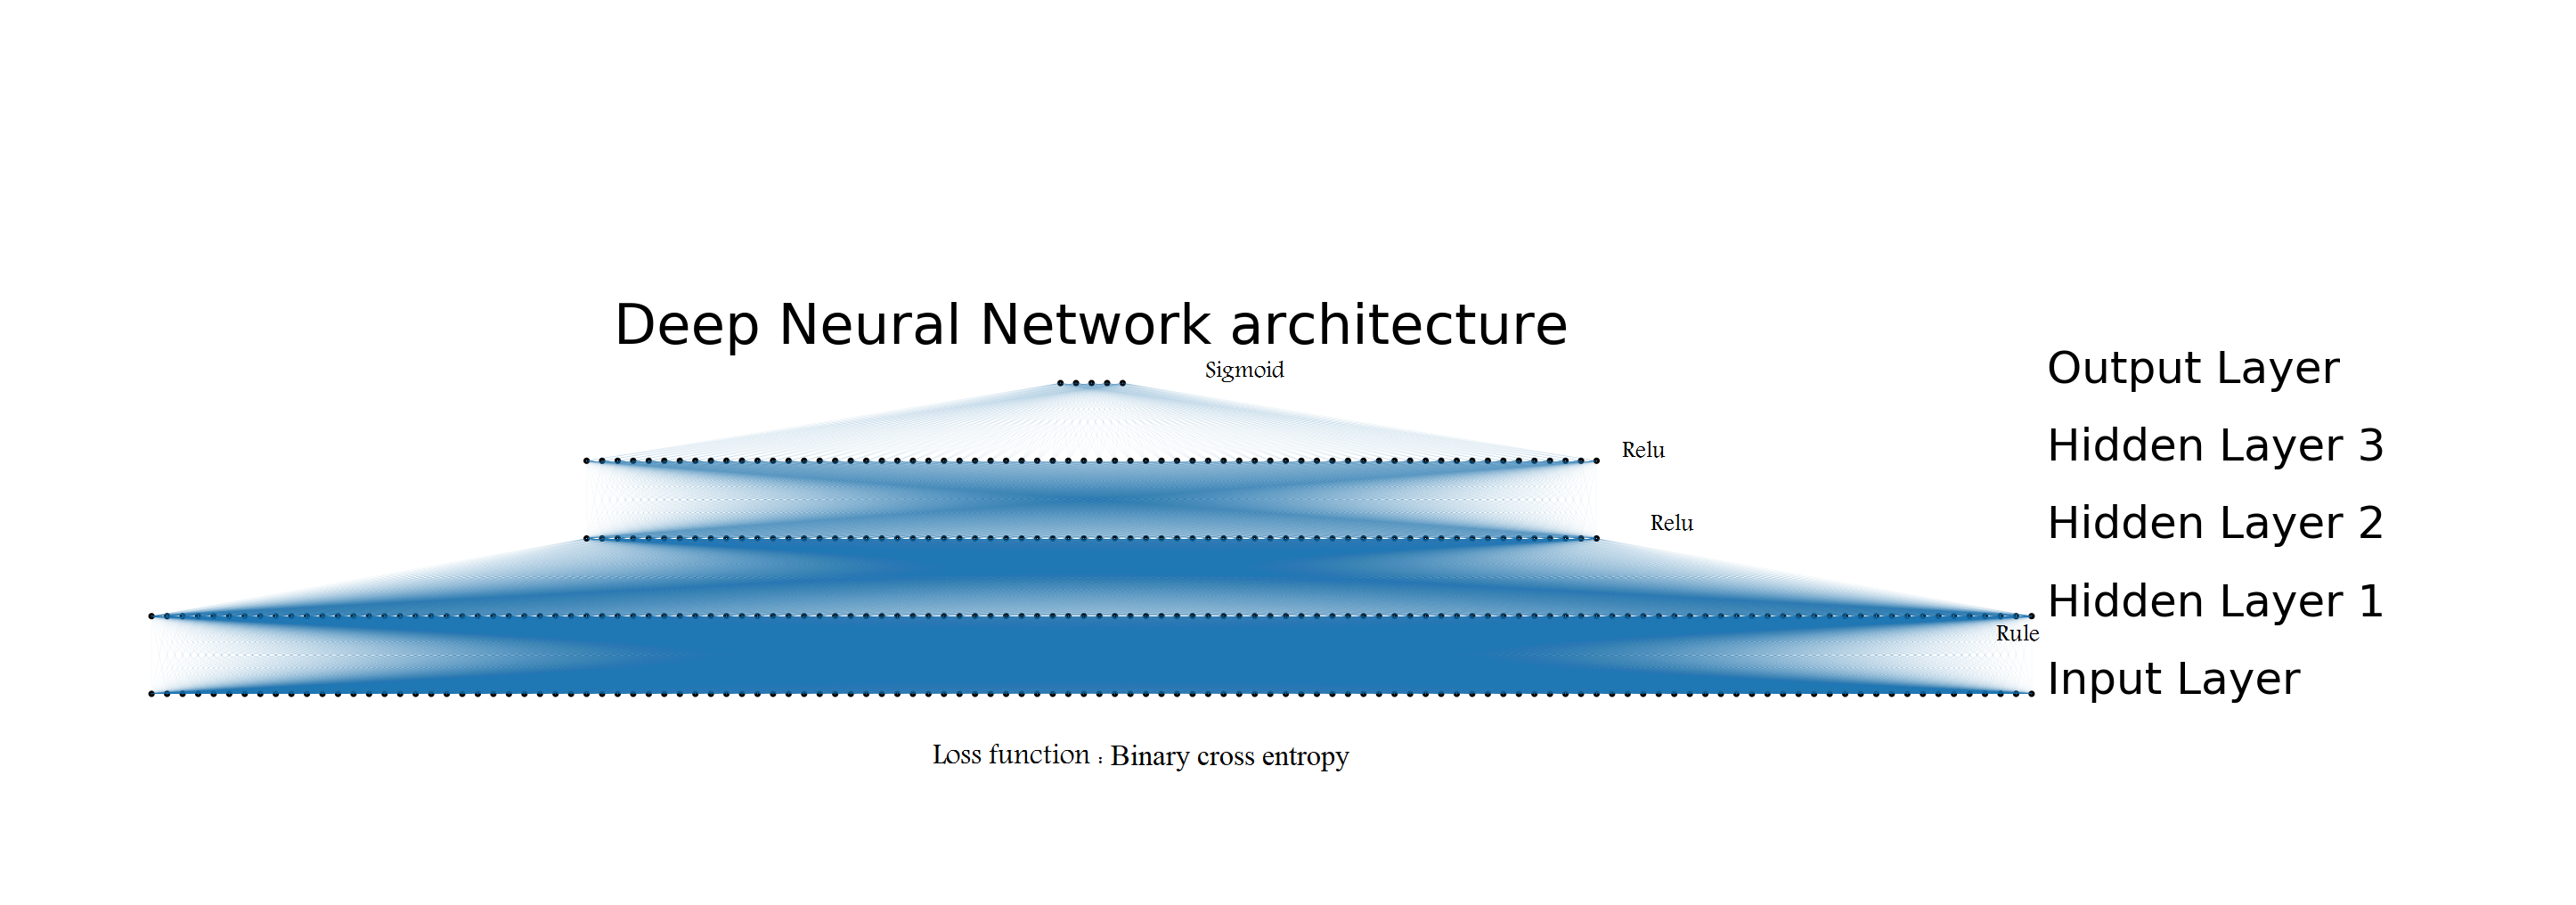 Deep Neural Network architecture
Sigmoid
Output Layer
Relu
Hidden Layer 3
Relu
Hidden Layer 2
Hidden Layer 1
Rule
Input Layer
Loss function : Binary cross entropy